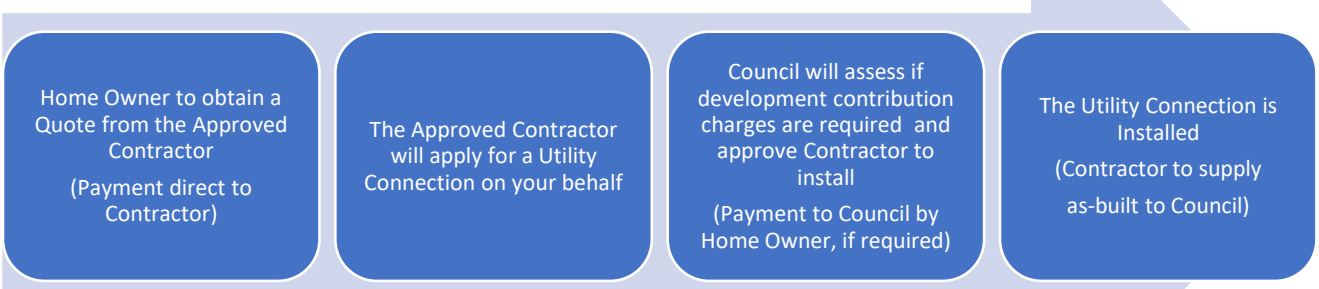 Home Owner to obtain a
Quote from the Approved
Contractor
(Payment direct to
Contractor)
The Approved Contractor
will apply for a Utility
Connection on your behalf
Council will assess if
development contribution
charges are required and
approve Contractor to
install
(Payment to Council by
Home Owner, if required)
The Utility Connection is
Installed
(Contractor to supply
as-built to Council)